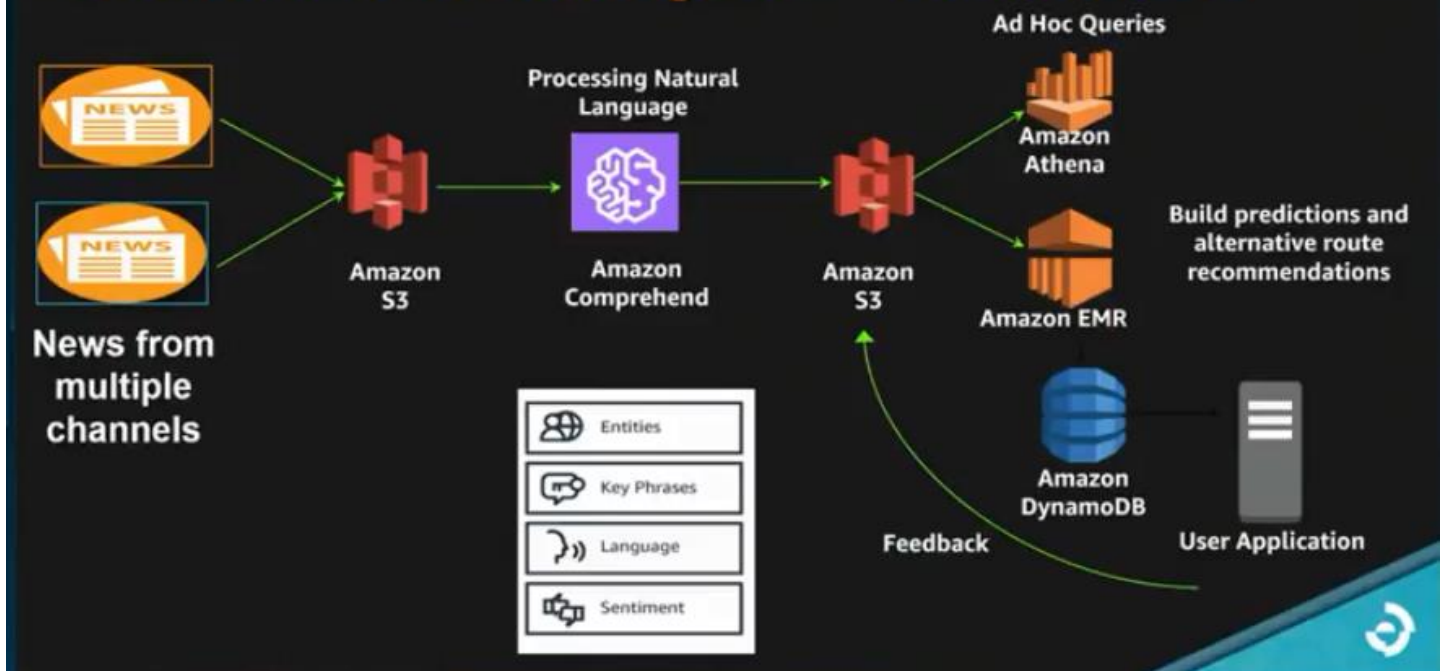 Ad Hoc Queries
NEWS
Processing Natural
Language
Amazon
Athena
NEWS
Amazon
S3
Amazon
Comprehend
Amazon
S3
Build predictions and
alternative route
recommendations
Amazon EMR
News from
multiple
channels
Entities
Key Phrases
Language
Sentiment
Amazon
DynamoDB
User Application
Feedback